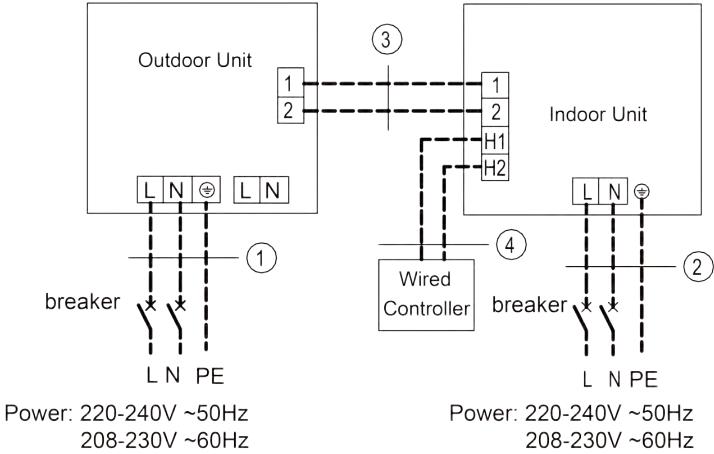 Outdoor Unit
1
2
L N ⏚ L N
3
1
2
H1
H2
Indoor Unit
L N ⏚
1
breaker
L N PE
Power: 220-240V ~50Hz
208-230V ~60Hz
4
Wired
Controller
2
breaker
L N PE
Power: 220-240V ~50Hz
208-230V ~60Hz